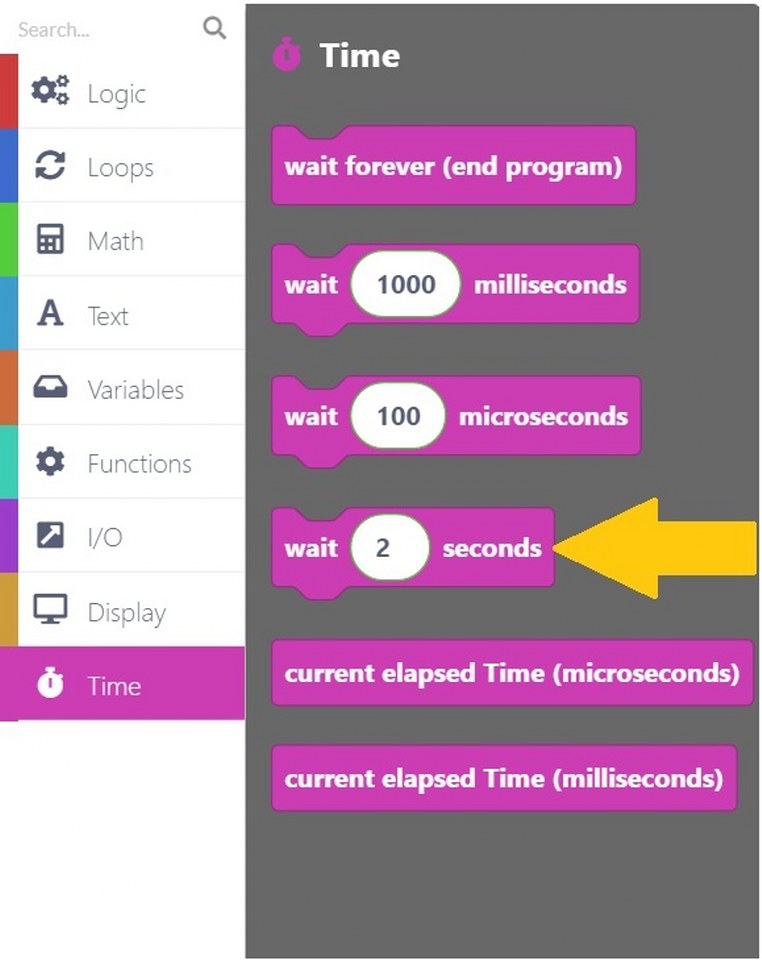 Search...
Logic
Loops
Math
Text
Variables
Functions
I/O
Display
Time
Time
wait forever (end program)
wait 1000 milliseconds
wait 100 microseconds
wait 2 seconds
current elapsed Time (microseconds)
current elapsed Time (milliseconds)